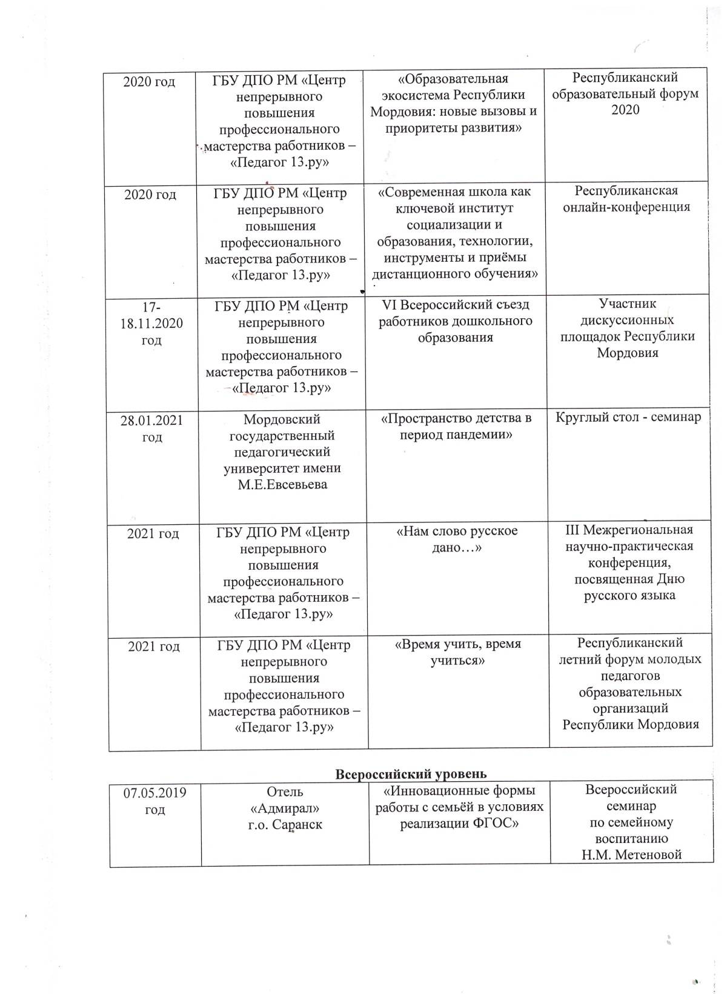 2020 год
ГБУ ДПО РМ «Центр
непрерывного
повышения
профессионального
мастерства работников –
«Педагог 13.ру»
«Образовательная
экосистема Республики
Мордовия: новые вызовы и
приоритеты развития»
Республиканский
образовательный форум
2020
2020 год
ГБУ ДПО РМ «Центр
непрерывного
повышения
профессионального
мастерства работников –
«Педагог 13.ру»
«Современная школа как
ключевой институт
социализации и
образования, технологии,
инструменты и приёмы
дистанционного обучения»
Республиканская
онлайн-конференция
17-
18.11.2020
год
ГБУ ДПО РМ «Центр
непрерывного
повышения
профессионального
мастерства работников –
«Педагог 13.ру»
VI Всероссийский съезд
работников дошкольного
образования
Участник
дискуссионных
площадок Республики
Мордовия
28.01.2021
год
Мордовский
государственный
педагогический
университет имени
М.Е.Евсевьева
«Пространство детства в
период пандемии»
Круглый стол - семинар
2021 год
ГБУ ДПО РМ «Центр
непрерывного
повышения
профессионального
мастерства работников –
«Педагог 13.ру»
«Нам слово русское
дано…»
III Межрегиональная
научно-практическая
конференция,
посвященная Дню
русского языка
2021 год
ГБУ ДПО РМ «Центр
непрерывного
повышения
профессионального
мастерства работников –
«Педагог 13.ру»
«Время учить, время
учиться»
Республиканский
летний форум молодых
педагогов
образовательных
организаций
Республики Мордовия
Всероссийский уровень
07.05.2019
год
Отель
«Адмирал»
г.о. Саранск
«Инновационные формы
работы с семьёй в условиях
реализации ФГОС»
Всероссийский
семинар
по семейному
воспитанию
Н.М. Метеновой